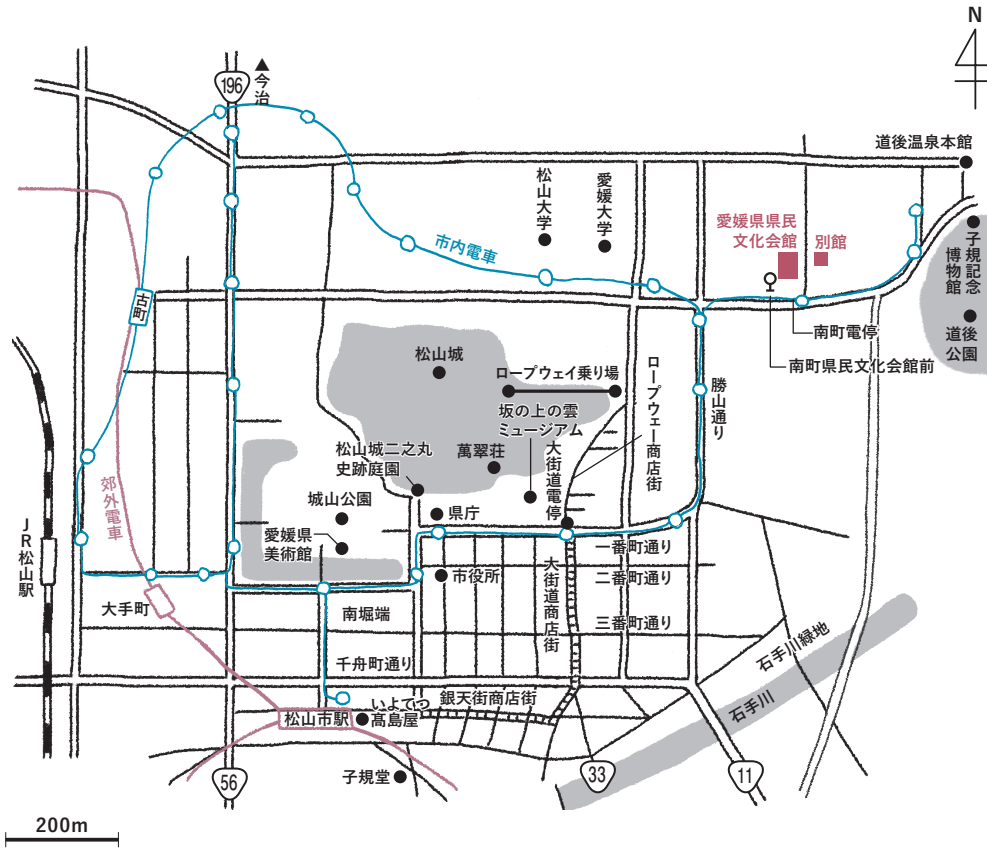 N
196
▲今治
道後温泉本館
松山大学
愛媛大学
愛媛県県民
文化会館
別館
市内電車
子規記念
博物館
古町
南町電停
道後
公園
南町県民文化会館前
松山城
ロープウェイ乗り場
勝山通り
ロープウェー商店街
坂の上の雲
ミュージアム
大街道電停
松山城二之丸
史跡庭園
萬翠荘
郊外電車
城山公園
県庁
JR松山駅
愛媛県
美術館
一番町通り
市役所
二番町通り
大手町
大街道商店街
南堀端
三番町通り
石手川緑地
千舟町通り
石手川
いよてつ
髙島屋
銀天街商店街
松山市駅
子規堂
56
33
11
200m